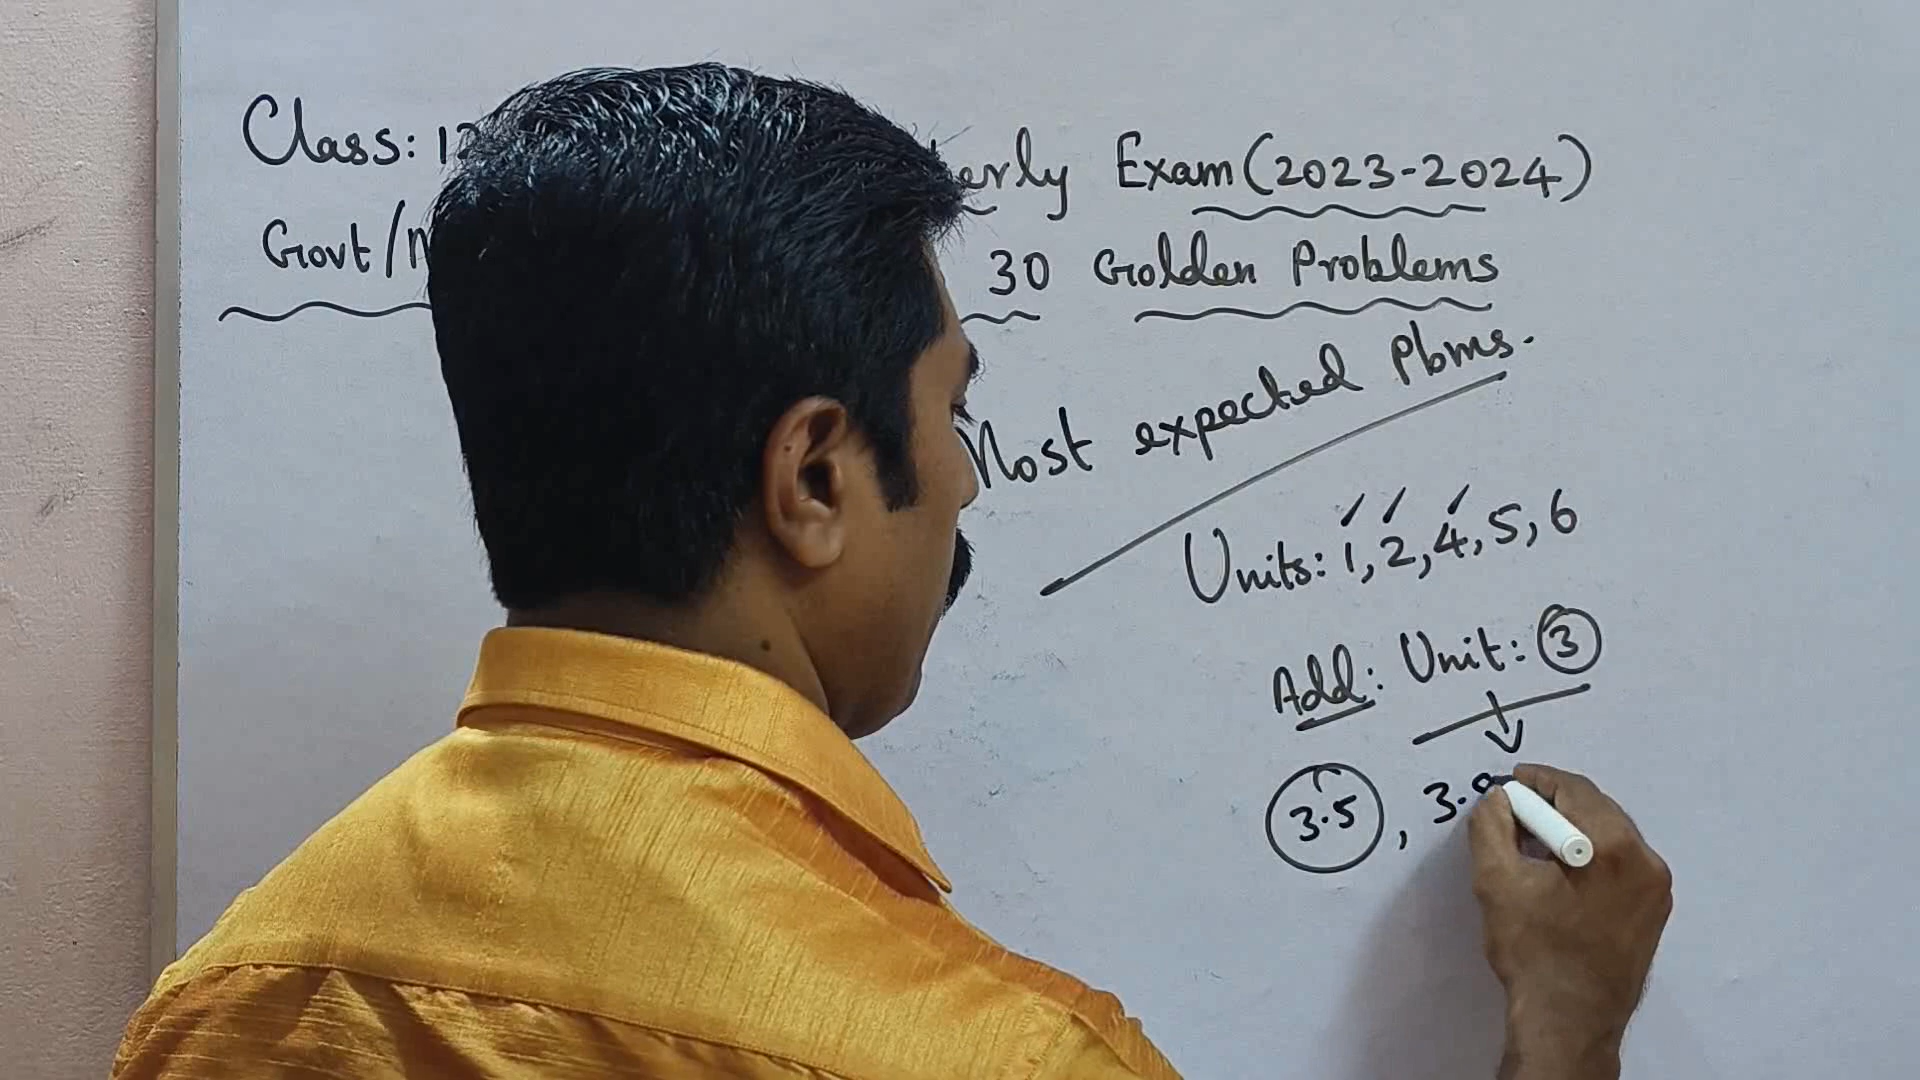 Class: 12 erly Exam (2023-2024)
Govt/ 30 Golden Problems
Most expected Pbms.
Units: 1, 2, 4, 5, 6
Add: Unit: 3
3.5, 3.